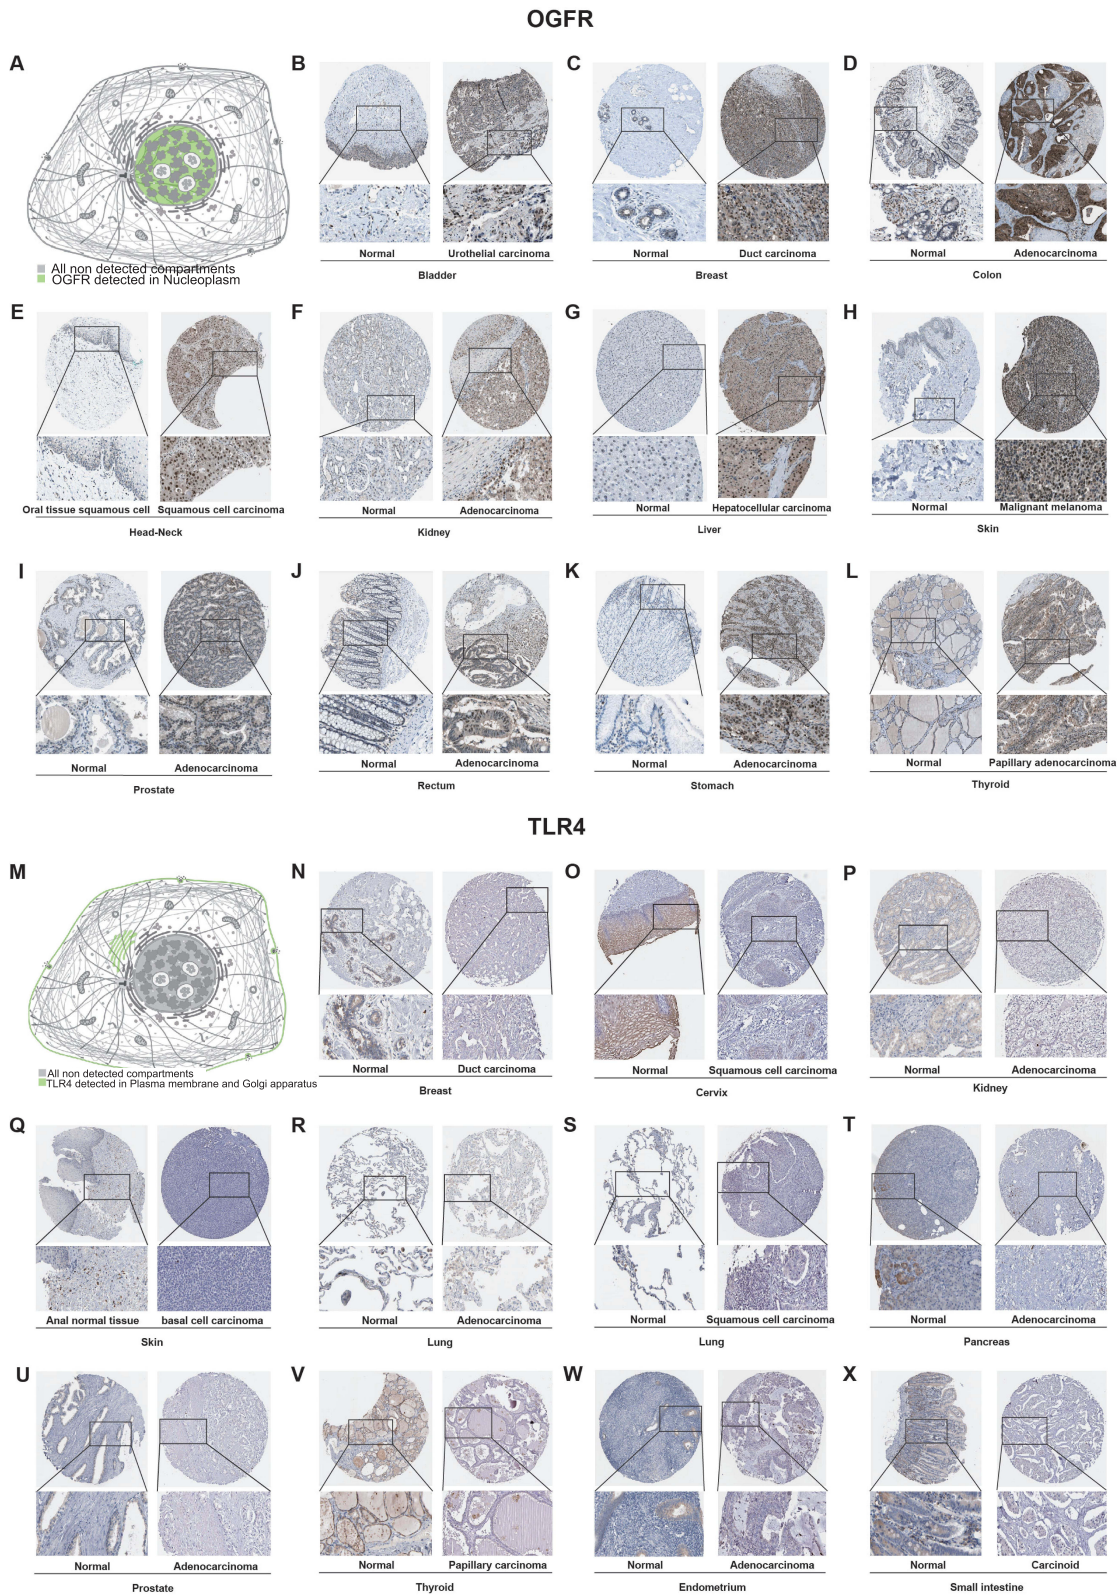 OGFR
A
B
C
D
All non detected compartments
OGFR detected in Nucleoplasm
Normal
Urothelial carcinoma
Bladder
Normal
Duct carcinoma
Breast
Normal
Adenocarcinoma
Colon
E
F
G
H
Oral tissue squamous cell
Squamous cell carcinoma
Head-Neck
Normal
Adenocarcinoma
Kidney
Normal
Hepatocellular carcinoma
Liver
Normal
Malignant melanoma
Skin
I
J
K
L
Normal
Adenocarcinoma
Prostate
Normal
Adenocarcinoma
Rectum
Normal
Adenocarcinoma
Stomach
Normal
Papillary adenocarcinoma
Thyroid
TLR4
M
N
O
P
All non detected compartments
TLR4 detected in Plasma membrane and Golgi apparatus
Normal
Duct carcinoma
Breast
Normal
Squamous cell carcinoma
Cervix
Normal
Adenocarcinoma
Kidney
Q
R
S
T
Anal normal tissue
basal cell carcinoma
Skin
Normal
Adenocarcinoma
Lung
Normal
Squamous cell carcinoma
Lung
Normal
Adenocarcinoma
Pancreas
U
V
W
X
Normal
Adenocarcinoma
Prostate
Normal
Papillary carcinoma
Thyroid
Normal
Adenocarcinoma
Endometrium
Normal
Carcinoid
Small intestine